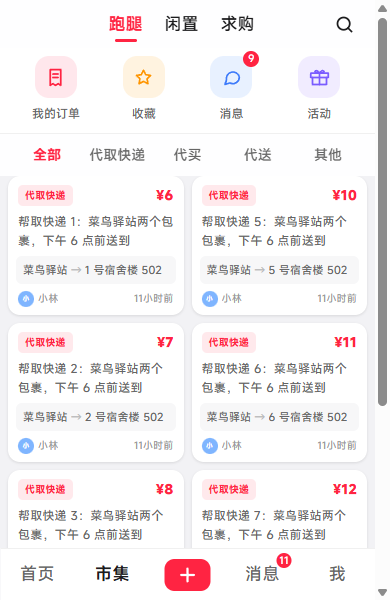 跑腿 闲置 求购
9
我的订单 收藏 消息 活动
全部 代取快递 代买 代送 其他
代取快递 ¥6
帮取快递 1：菜鸟驿站两个包
裹，下午 6 点前送到
菜鸟驿站 → 1 号宿舍楼 502
小 小林 11小时前
代取快递 ¥10
帮取快递 5：菜鸟驿站两个
包裹，下午 6 点前送到
菜鸟驿站 → 5 号宿舍楼 502
小 小林 11小时前
代取快递 ¥7
帮取快递 2：菜鸟驿站两个
包裹，下午 6 点前送到
菜鸟驿站 → 2 号宿舍楼 502
小 小林 11小时前
代取快递 ¥11
帮取快递 6：菜鸟驿站两个
包裹，下午 6 点前送到
菜鸟驿站 → 6 号宿舍楼 502
小 小林 11小时前
代取快递 ¥8
帮取快递 3：菜鸟驿站两个
包裹，下午 6 点前送到
代取快递 ¥12
帮取快递 7：菜鸟驿站两个
包裹，下午 6 点前送到
首页 市集 + 消息 11 我